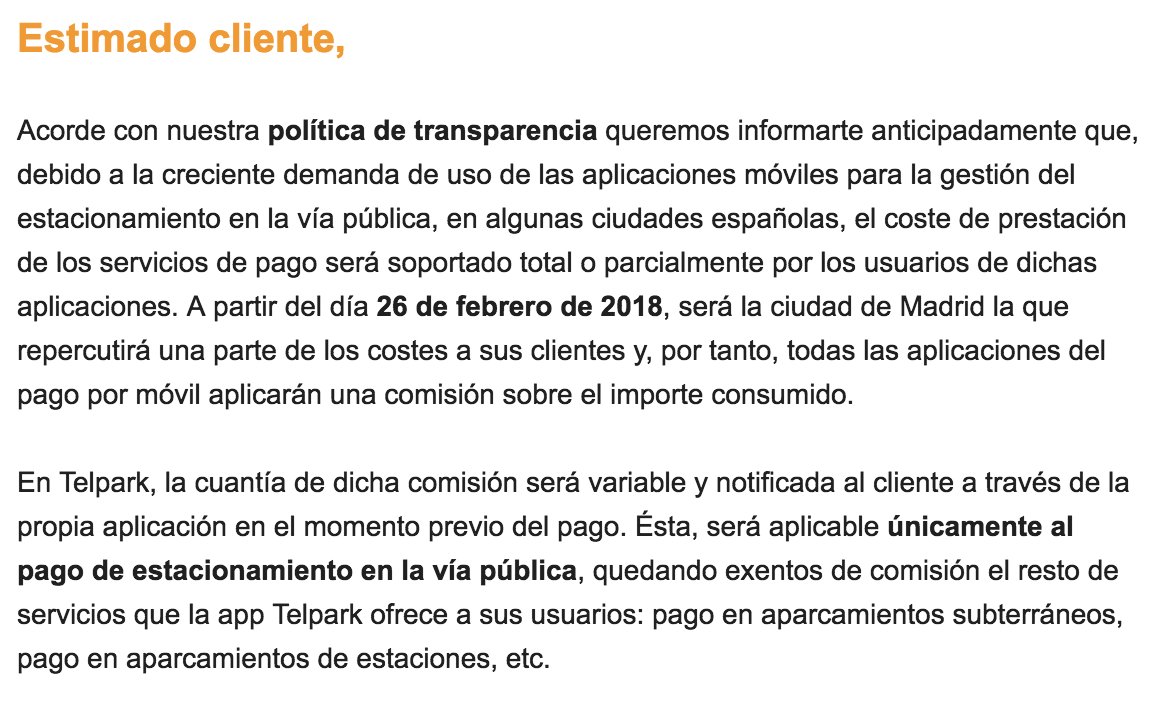 Estimado cliente,
Acorde con nuestra política de transparencia queremos informarte anticipadamente que,
debido a la creciente demanda de uso de las aplicaciones móviles para la gestión del
estacionamiento en la vía pública, en algunas ciudades españolas, el coste de prestación
de los servicios de pago será soportado total o parcialmente por los usuarios de dichas
aplicaciones. A partir del día 26 de febrero de 2018, será la ciudad de Madrid la que
repercutirá una parte de los costes a sus clientes y, por tanto, todas las aplicaciones del
pago por móvil aplicarán una comisión sobre el importe consumido.
En Telpark, la cuantía de dicha comisión será variable y notificada al cliente a través de la
propia aplicación en el momento previo del pago. Ésta, será aplicable únicamente al
pago de estacionamiento en la vía pública, quedando exentos de comisión el resto de
servicios que la app Telpark ofrece a sus usuarios: pago en aparcamientos subterráneos,
pago en aparcamientos de estaciones, etc.